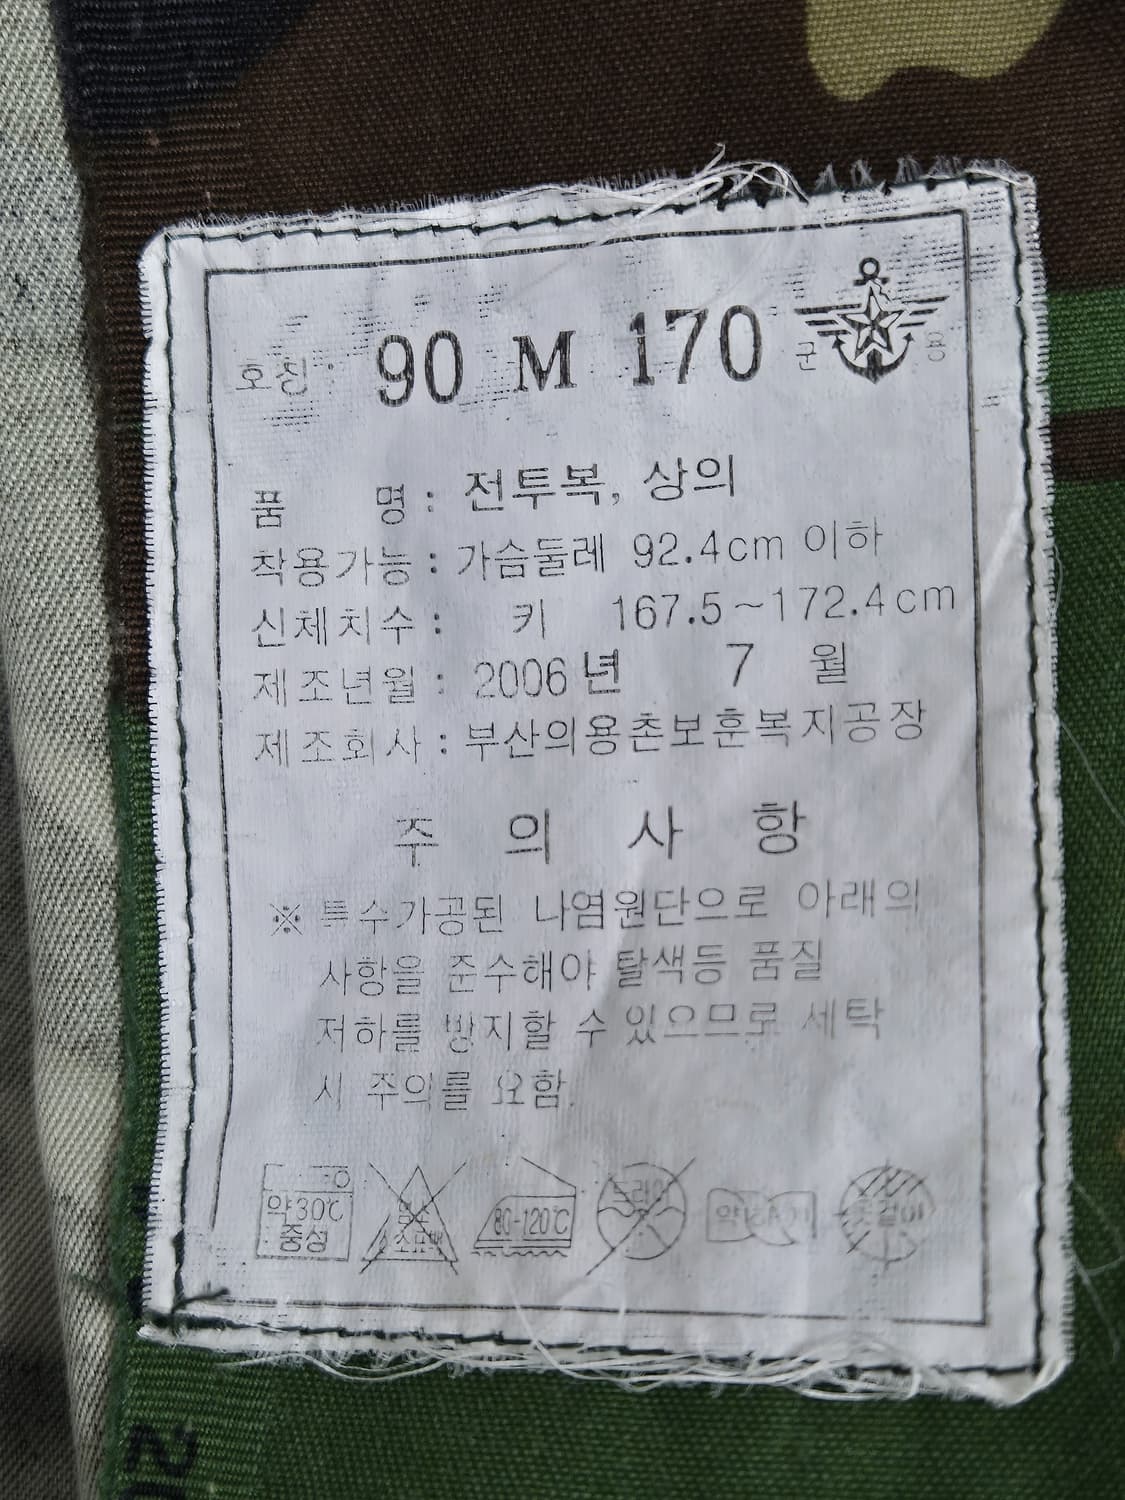 호칭: 90 M 170 군 용
품 명 : 전투복, 상의
착용가능 : 가슴둘레 92.4cm 이하
신체치수 : 키 167.5~172.4cm
제조년월 : 2006년 7 월
제조회사 : 부산의용촌보훈복지공장
주 의 사 항
※ 특수가공된 나염원단으로 아래의
사항을 준수해야 탈색등 품질
저하를 방지할 수 있으므로 세탁
시 주의를 요함.
약30℃
중성
80-120℃
드라이